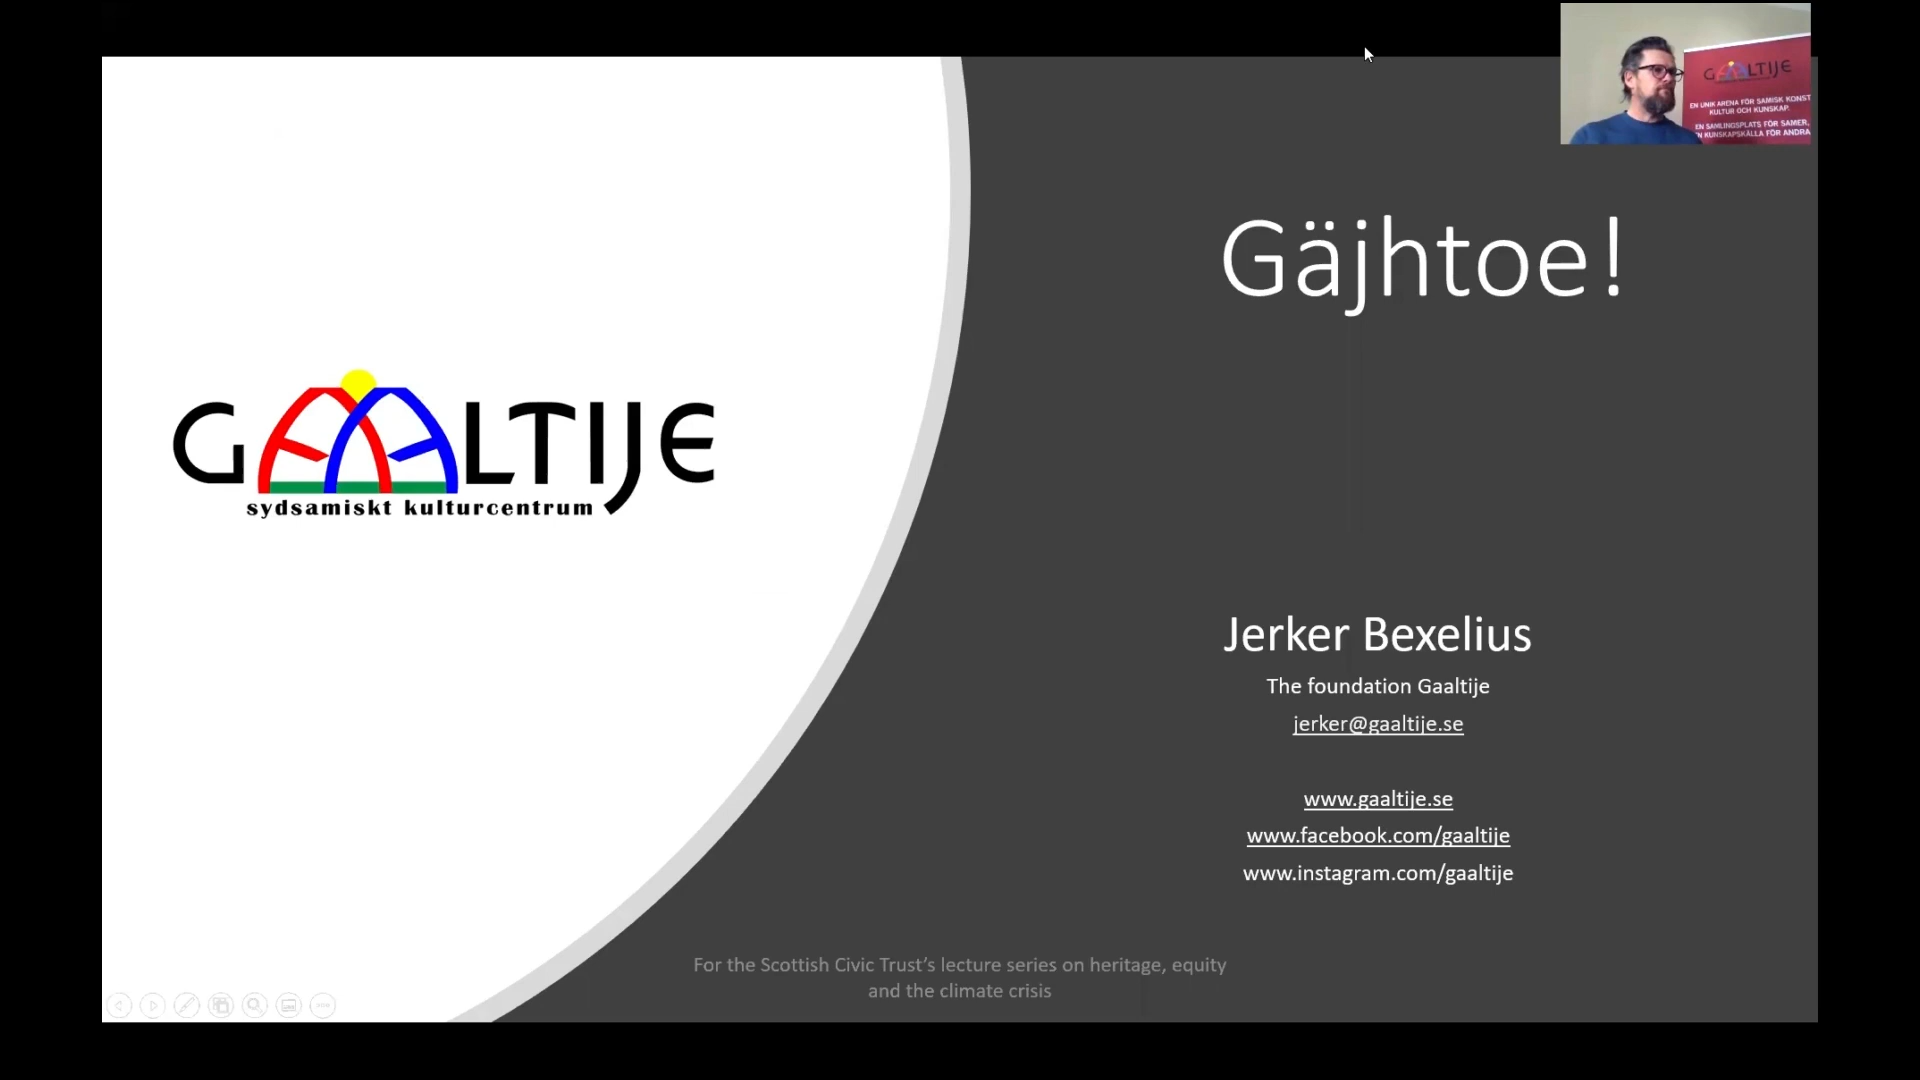 GAALTIJE
sydsamiskt kulturcentrum
GAALTIJE
EN UNIK ARENA FÖR SAMISK KONST
KULTUR OCH KUNSKAP.
EN SAMLINGSPLATS FÖR SAMER,
KUNSKAPSKÄLLA FÖR ANDRA
Gäjhtoe!
Jerker Bexelius
The foundation Gaaltije
jerker@gaaltije.se
www.gaaltije.se
www.facebook.com/gaaltije
www.instagram.com/gaaltije
For the Scottish Civic Trust’s lecture series on heritage, equity
and the climate crisis